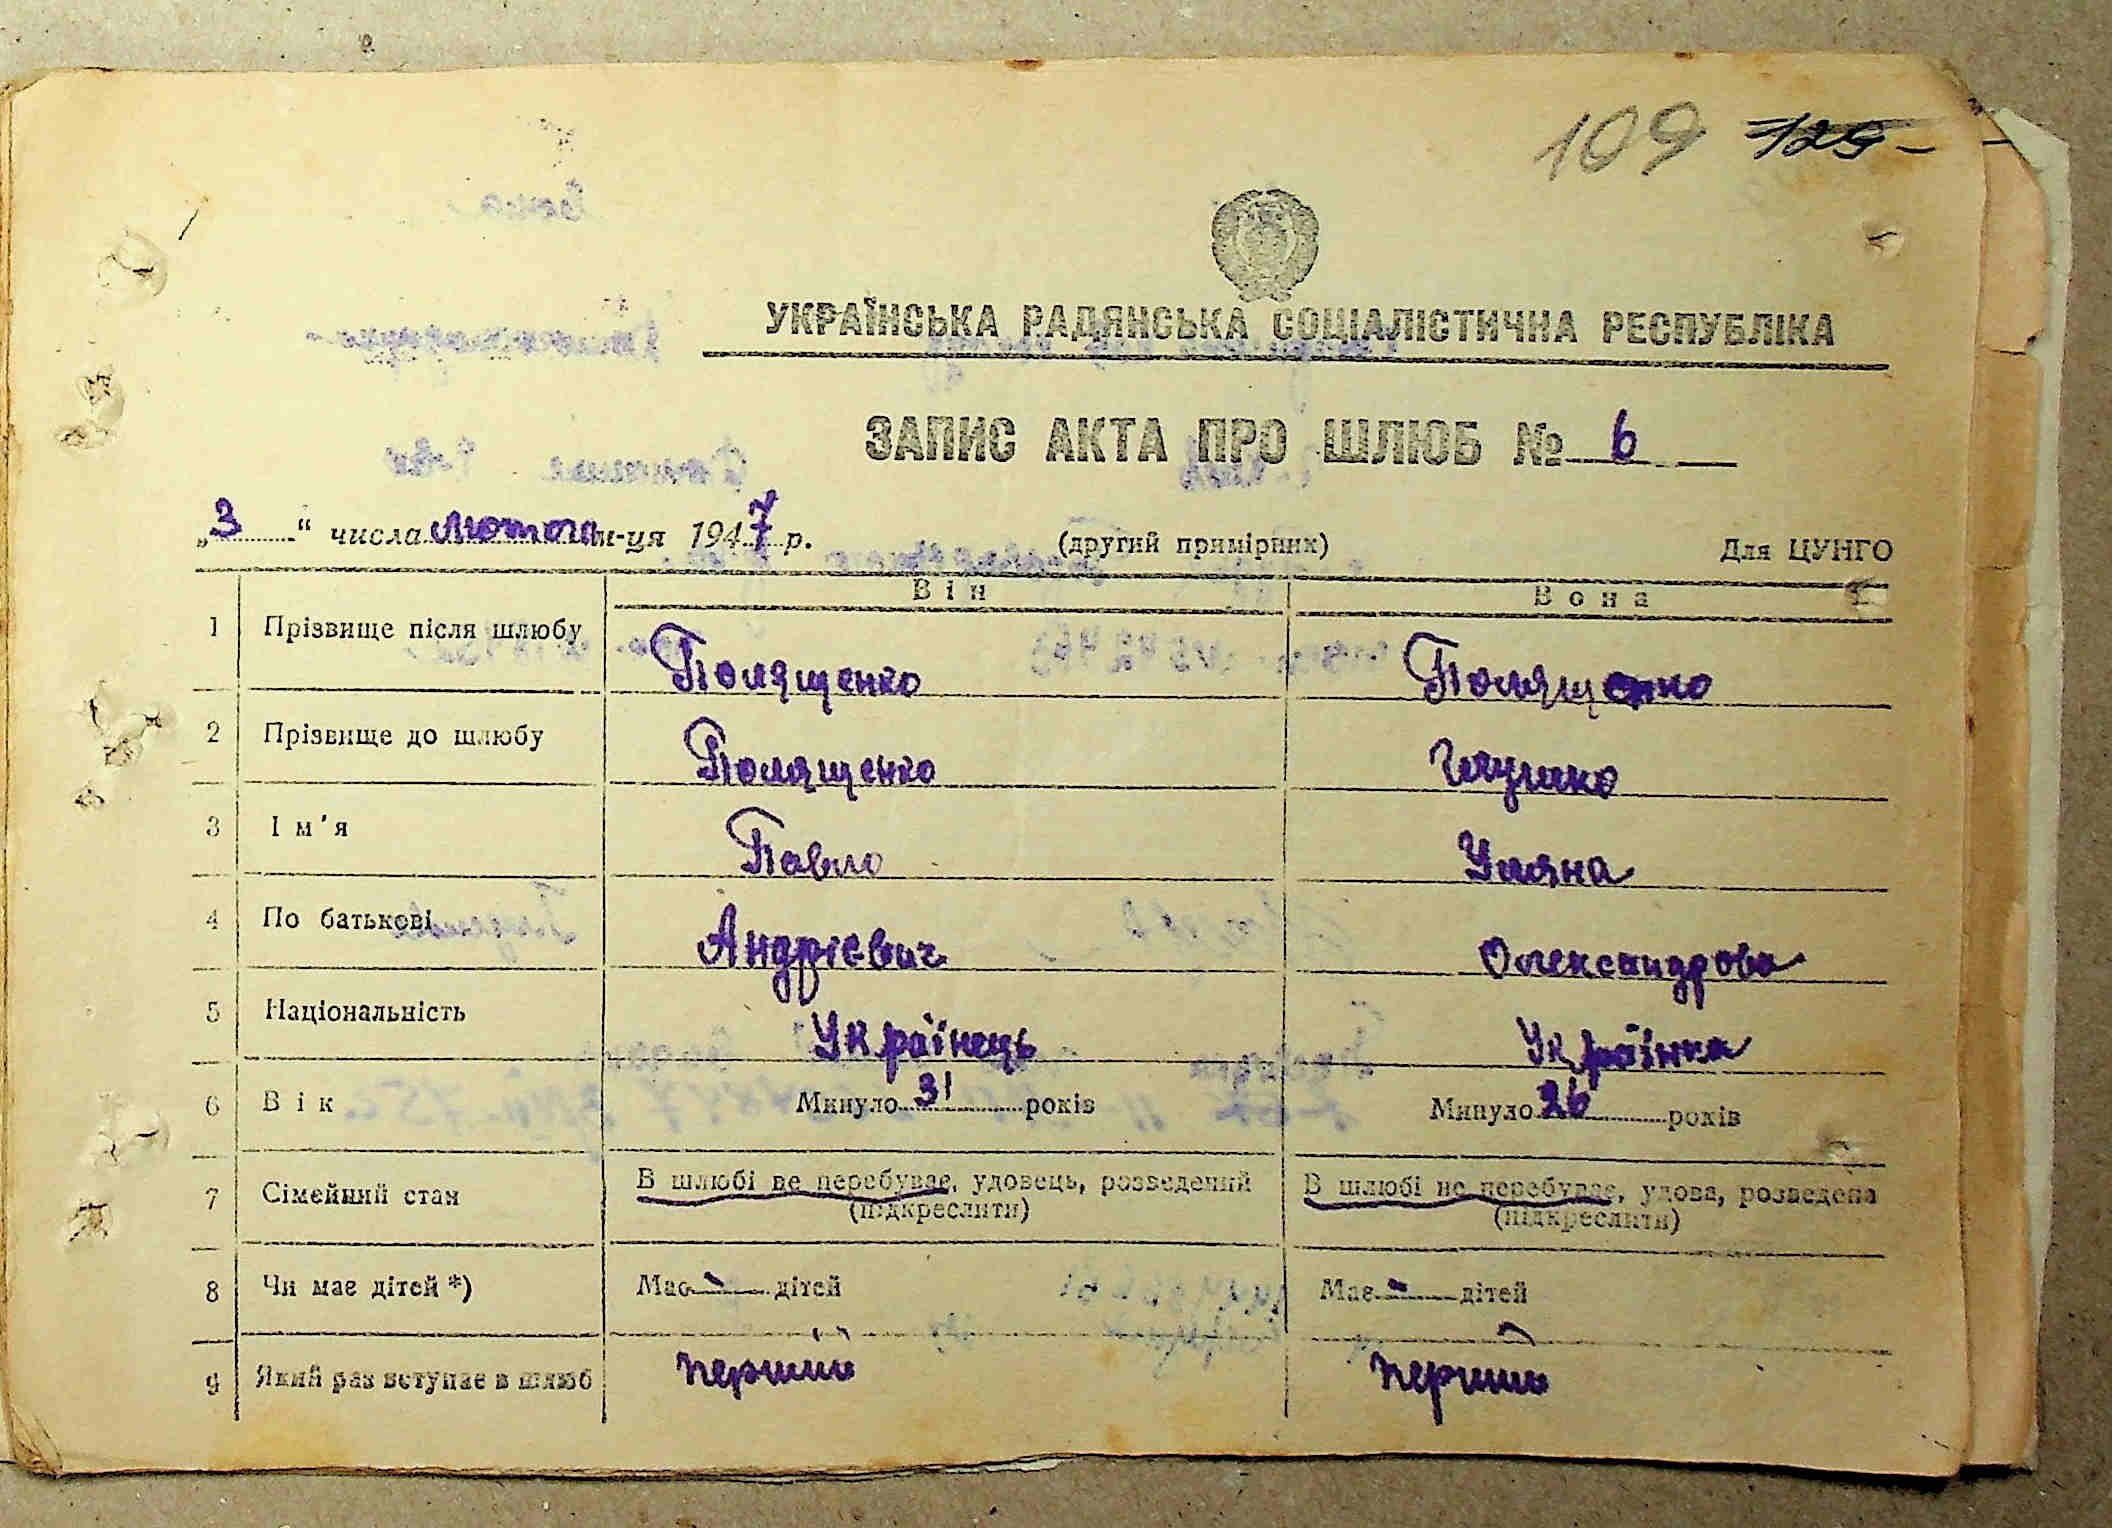 109 129
УКРАЇНСЬКА РАДЯНСЬКА СОЦІАЛІСТИЧНА РЕСПУБЛІКА
ЗАПИС АКТА ПРО ШЛЮБ № 6
„3“ числа лютого м-ця 1947 р. (другий примірник) Для ЦУНГО
Він Вона
1 Прізвище після шлюбу Полященко Полященко
2 Прізвище до шлюбу Полященко
3 Ім'я Павло Уляна
4 По батькові Андрієвич Олександрова
5 Національність Українець Українка
6 Вік Минуло 31 років Минуло 26 років
7 Сімейний стан В шлюбі не перебуває, удовець, розведений В шлюбі не перебуває, удова, розведена
(підкреслити) (підкреслити)
8 Чи має дітей *) Має - дітей Має - дітей
9 Який раз вступає в шлюб перший перший